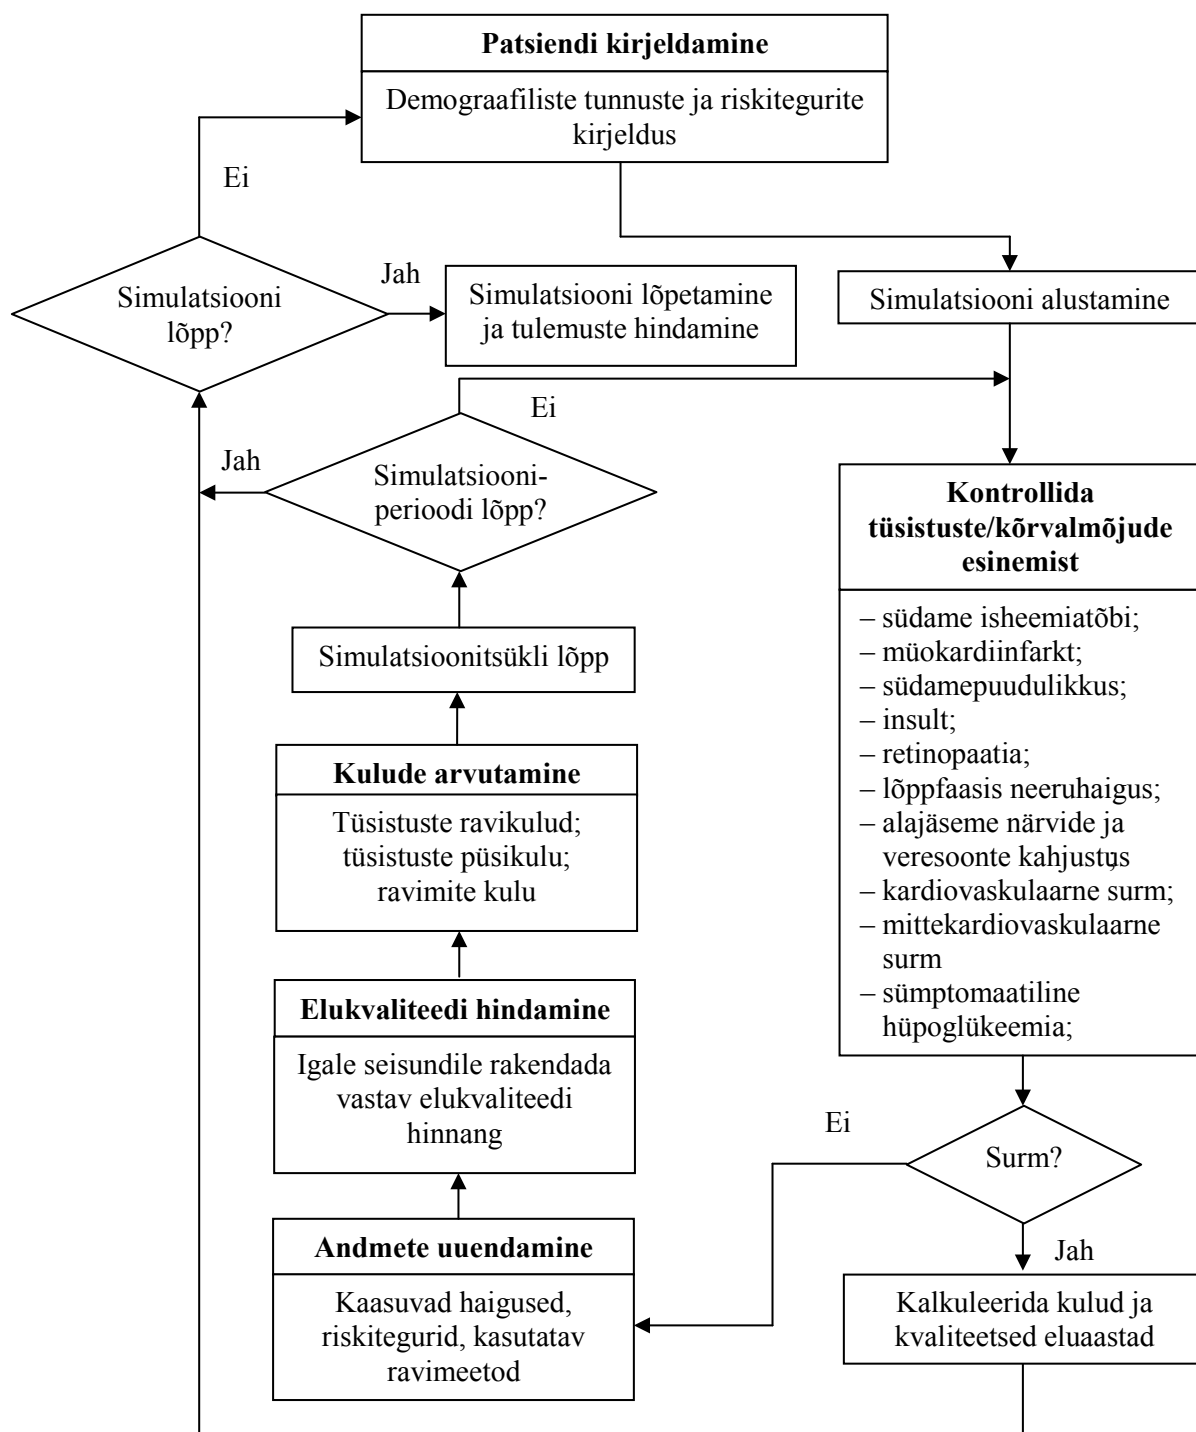 Patsiendi kirjeldamine
Demograafiliste tunnuste ja riskitegurite
kirjeldus
Ei
Simulatsiooni
lõpp?
Jah
Simulatsiooni lõpetamine
ja tulemuste hindamine
Simulatsiooni alustamine
Ei
Jah
Simulatsiooni-
perioodi lõpp?
Kontrollida
tüsistuste/kõrvalmõjude
esinemist
– südame isheemiatõbi;
– müokardiinfarkt;
– südamepuudulikkus;
– insult;
– retinopaatia;
– lõppfaasis neeruhaigus;
– alajäseme närvide ja
veresoonte kahjustus;
– kardiovaskulaarne surm;
– mittekardiovaskulaarne
surm
– sümptomaatiline
hüpoglükeemia;
Simulatsioonitsükli lõpp
Kulude arvutamine
Tüsistuste ravikulud;
tüsistuste püsikulu;
ravimite kulu
Elukvaliteedi hindamine
Igale seisundile rakendada
vastav elukvaliteedi
hinnang
Ei
Surm?
Jah
Andmete uuendamine
Kaasuvad haigused,
riskitegurid, kasutatav
ravimeetod
Kalkuleerida kulud ja
kvaliteetsed eluaastad